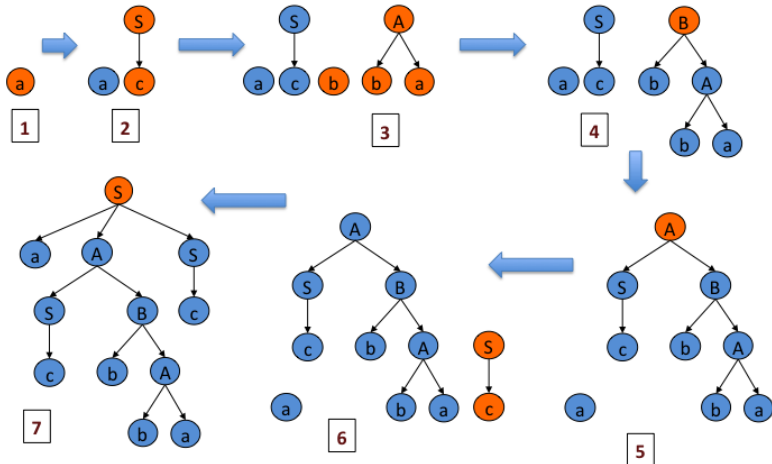 S S A S B
a a c a c b b a a c b A
1 2 3 4 b a
S
a A S A A
S B c S B S B
c b A c b A S c b A
b a a b a c a b a
7 6 5